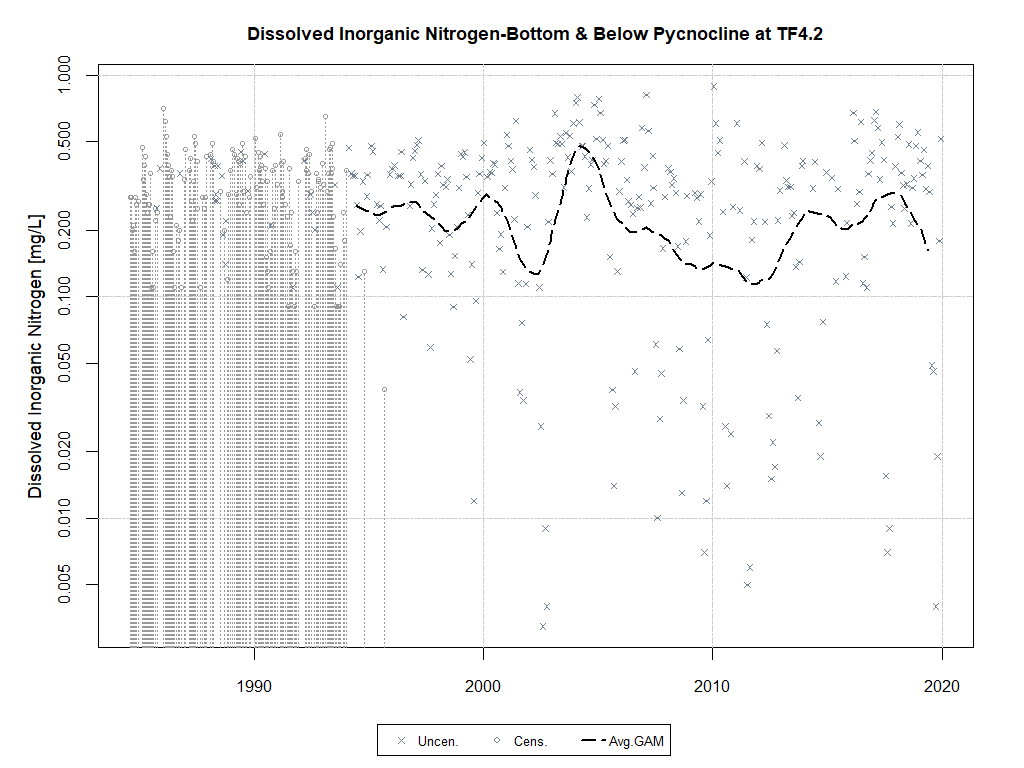 Dissolved Inorganic Nitrogen-Bottom & Below Pycnocline at TF4.2
Dissolved Inorganic Nitrogen [mg/L]
1.000
0.500
0.200
0.100
0.050
0.020
0.010
0.005
1990 2000 2010 2020
Uncen. Cens. Avg.GAM